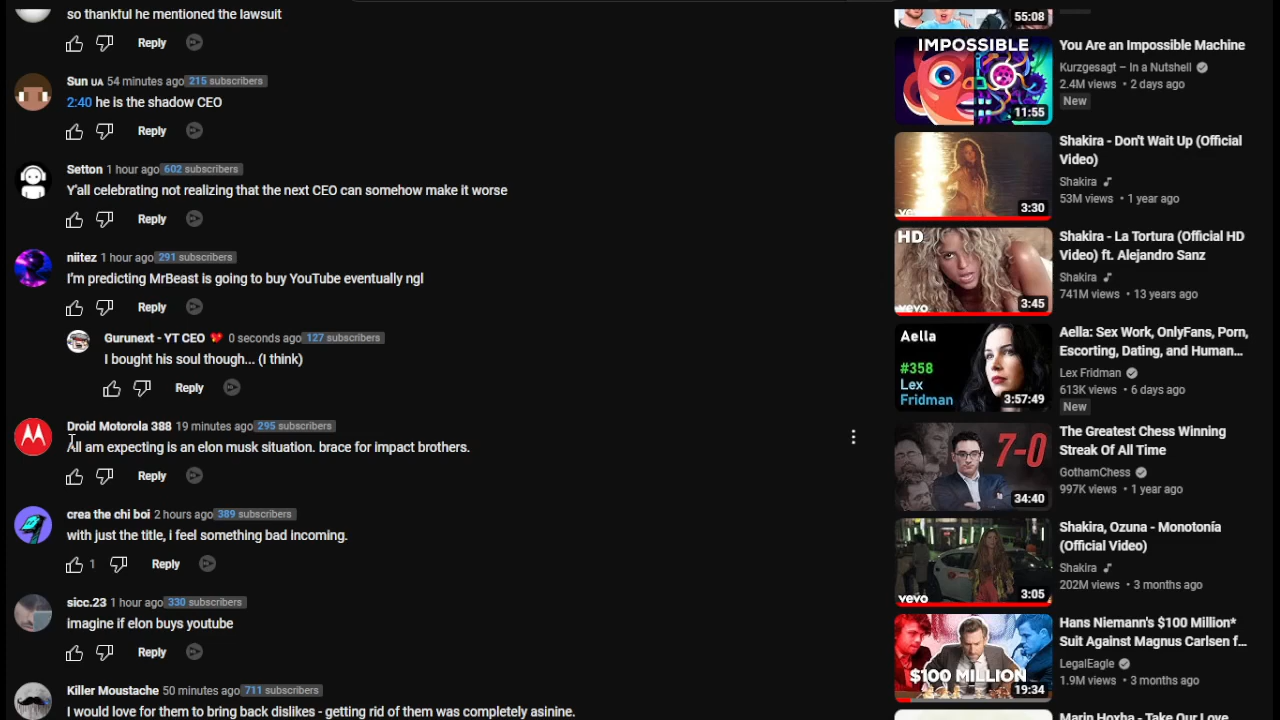 so thankful he mentioned the lawsuit
Reply
Sun UA 54 minutes ago 215 subscribers
2:40 he is the shadow CEO
Reply
Setton 1 hour ago 602 subscribers
Y'all celebrating not realizing that the next CEO can somehow make it worse
Reply
niitez 1 hour ago 291 subscribers
I'm predicting MrBeast is going to buy YouTube eventually ngl
Reply
Gurunext - YT CEO 💔 0 seconds ago 127 subscribers
I bought his soul though... (I think)
Reply
Droid Motorola 388 19 minutes ago 295 subscribers
All am expecting is an elon musk situation. brace for impact brothers.
Reply
crea the chi boi 2 hours ago 389 subscribers
with just the title, i feel something bad incoming.
1 Reply
sicc.23 1 hour ago 330 subscribers
imagine if elon buys youtube
Reply
Killer Moustache 50 minutes ago 711 subscribers
I would love for them to bring back dislikes - getting rid of them was completely asinine.
55:08
IMPOSSIBLE
11:55
You Are an Impossible Machine
Kurzgesagt – In a Nutshell
2.4M views • 2 days ago
New
vevo
3:30
Shakira - Don't Wait Up (Official
Video)
Shakira
53M views • 1 year ago
HD
vevo
3:45
Shakira - La Tortura (Official HD
Video) ft. Alejandro Sanz
Shakira
741M views • 13 years ago
Aella
#358
Lex
Fridman
3:57:49
Aella: Sex Work, OnlyFans, Porn,
Escorting, Dating, and Human...
Lex Fridman
613K views • 6 days ago
New
7-0
34:40
The Greatest Chess Winning
Streak Of All Time
GothamChess
997K views • 1 year ago
vevo
3:05
Shakira, Ozuna - Monotonía
(Official Video)
Shakira
202M views • 3 months ago
$100 MILLION
19:34
Hans Niemann's $100 Million*
Suit Against Magnus Carlsen f...
LegalEagle
1.9M views • 3 months ago
Marin Hoxha - Take Our Love